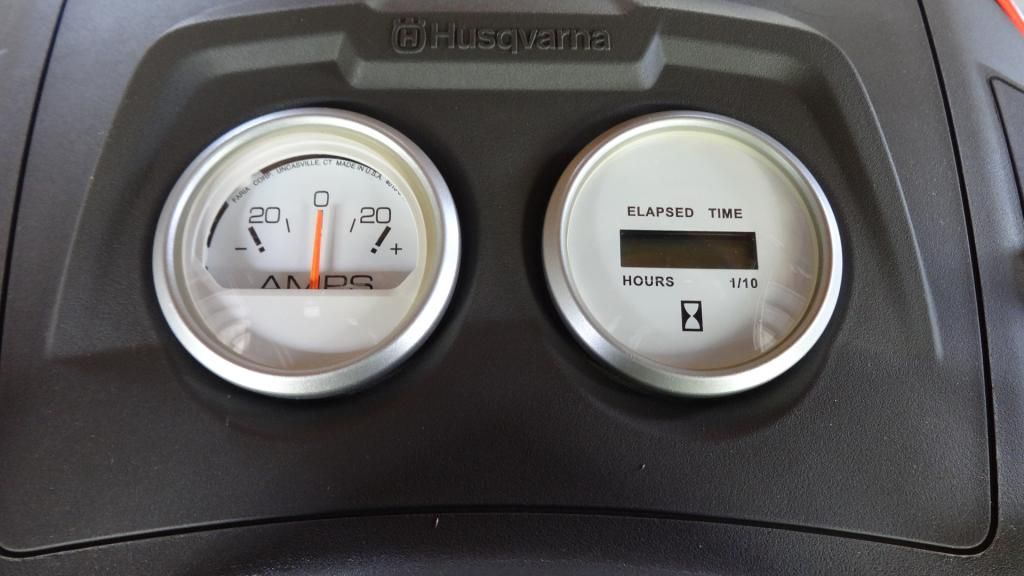 Husqvarna
FARIA CORP. UNCASVILLE, CT MADE IN U.S.A.
0
20 20
- +
AMPS
ELAPSED TIME
HOURS 1/10